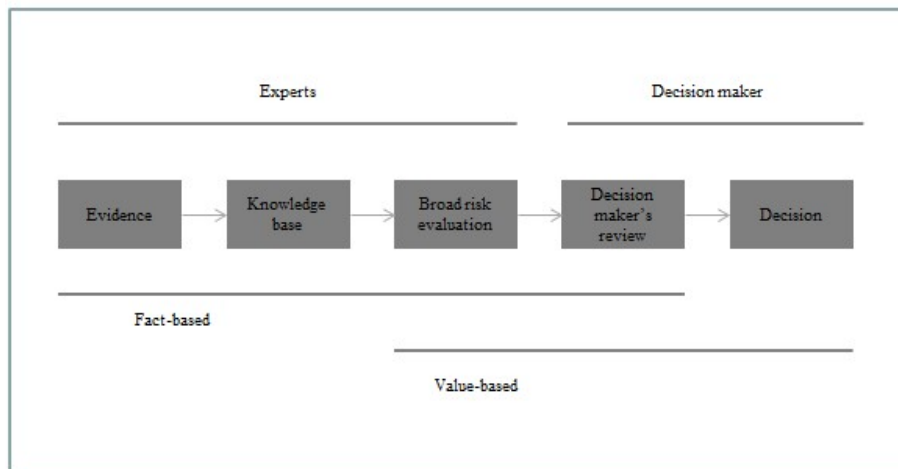 Experts
Decision maker
Evidence
Knowledge
base
Broad risk
evaluation
Decision
maker's
review
Decision
Fact-based
Value-based